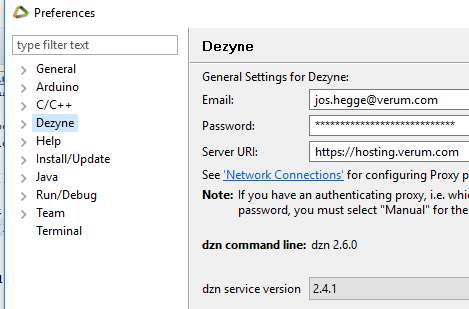 Preferences
type filter text
General
Arduino
C/C++
Dezyne
Help
Install/Update
Java
Run/Debug
Team
Terminal
Dezyne
General Settings for Dezyne:
Email: jos.hegge@verum.com
Password: ****************************
Server URI: https://hosting.verum.com
See 'Network Connections' for configuring Proxy p
Note: If you have an authenticating proxy, i.e. whic
password, you must select "Manual" for the
dzn command line: dzn 2.6.0
dzn service version 2.4.1